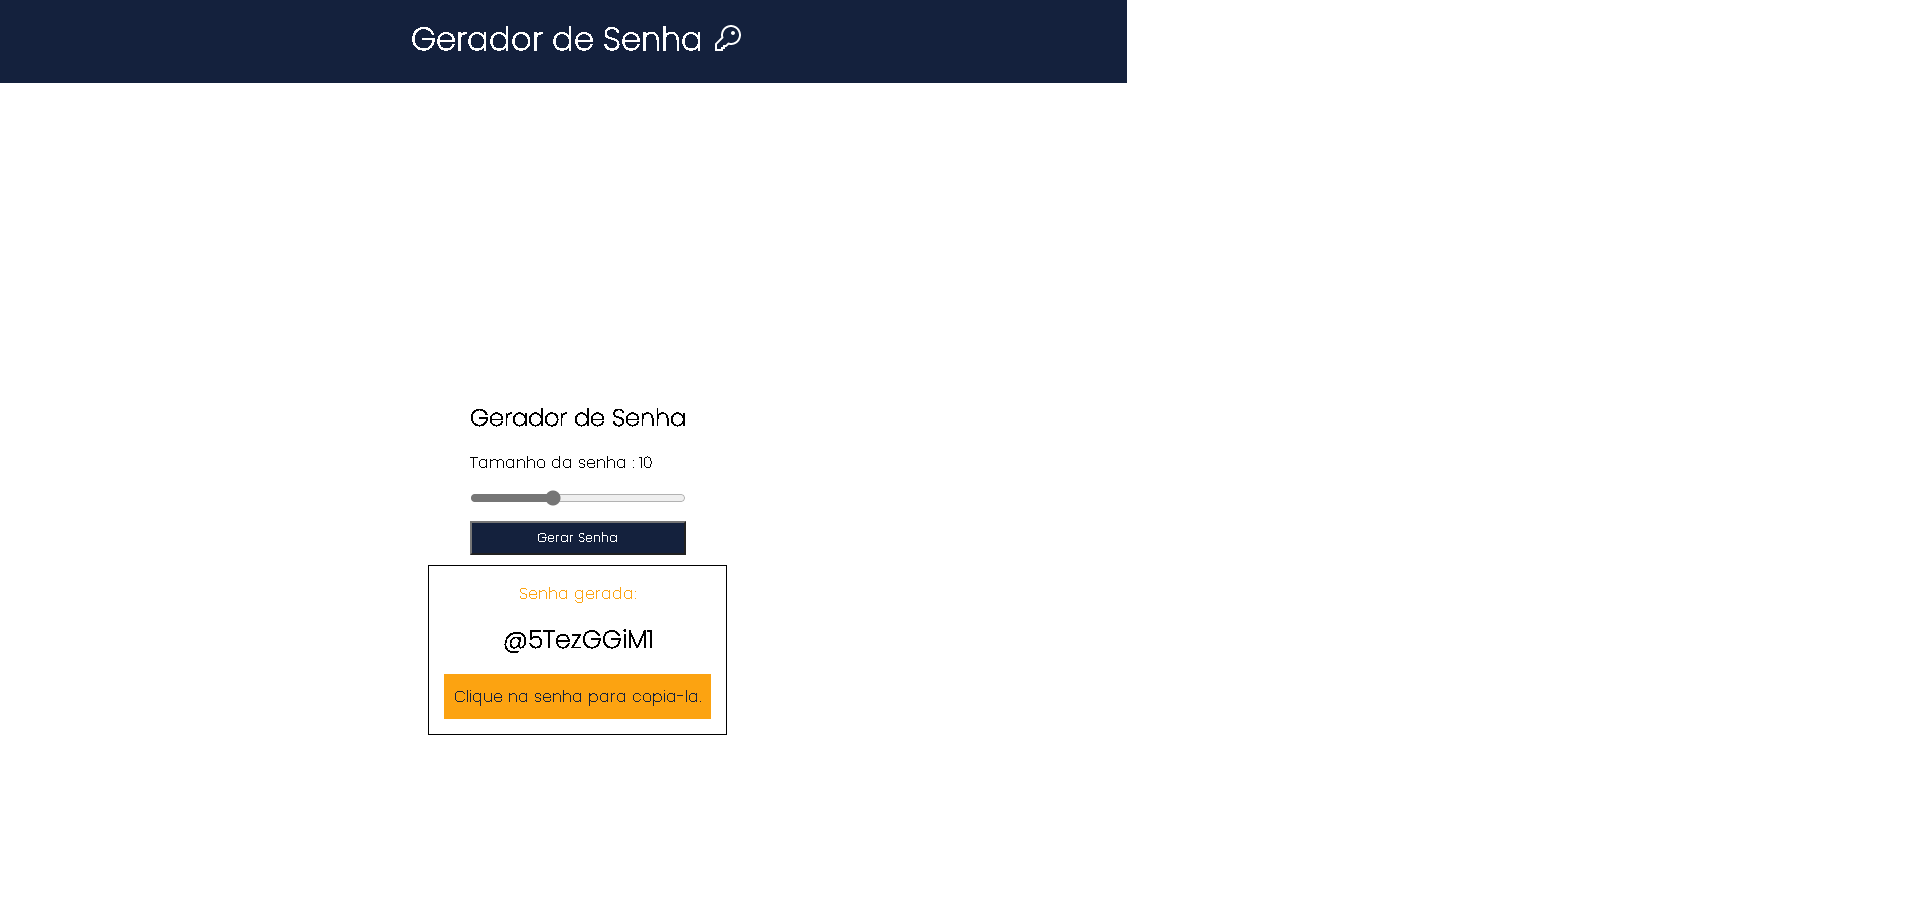 Gerador de Senha
Gerador de Senha
Tamanho da senha : 10
Gerar Senha
Senha gerada:
@5TezGGiM1
Clique na senha para copia-la.